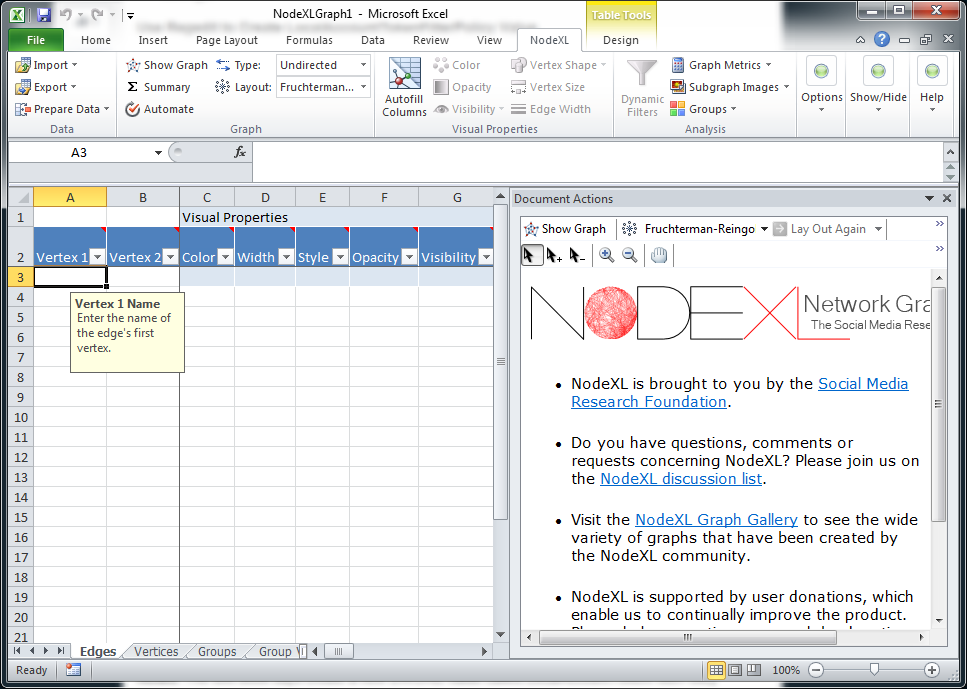 NodeXLGraph1 - Microsoft Excel
Table Tools
File Home Insert Page Layout Formulas Data Review View NodeXL Design
Import Show Graph Type: Undirected Color Vertex Shape Graph Metrics
Export Summary Layout: Fruchterman... Opacity Vertex Size Subgraph Images
Prepare Data Automate Autofill Columns Visibility Edge Width Dynamic Filters Groups Options Show/Hide Help
Data Graph Visual Properties Analysis
A3 fx
Document Actions
A B C D E F G
1 Visual Properties
2 Vertex 1 Vertex 2 Color Width Style Opacity Visibility
3
4
5
6
7
8
9
10
11
12
13
14
15
16
17
18
19
20
21
Vertex 1 Name
Enter the name of
the edge's first
vertex.
Show Graph Fruchterman-Reingo Lay Out Again
NODEXL Network Gra
The Social Media Rese
• NodeXL is brought to you by the Social Media
Research Foundation.
• Do you have questions, comments or
requests concerning NodeXL? Please join us on
the NodeXL discussion list.
• Visit the NodeXL Graph Gallery to see the wide
variety of graphs that have been created by
the NodeXL community.
• NodeXL is supported by user donations, which
enable us to continually improve the product.
Edges Vertices Groups Group V
Ready 100%